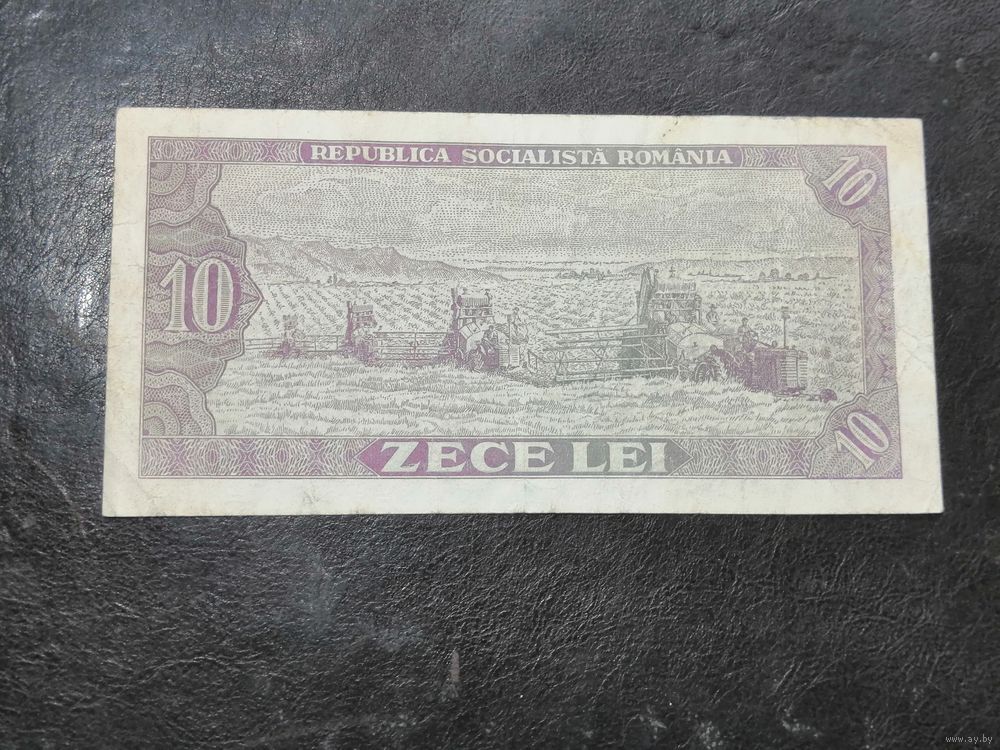 REPUBLICA SOCIALISTĂ ROMÂNIA
10
10
10
ZECE LEI
www.ay.by